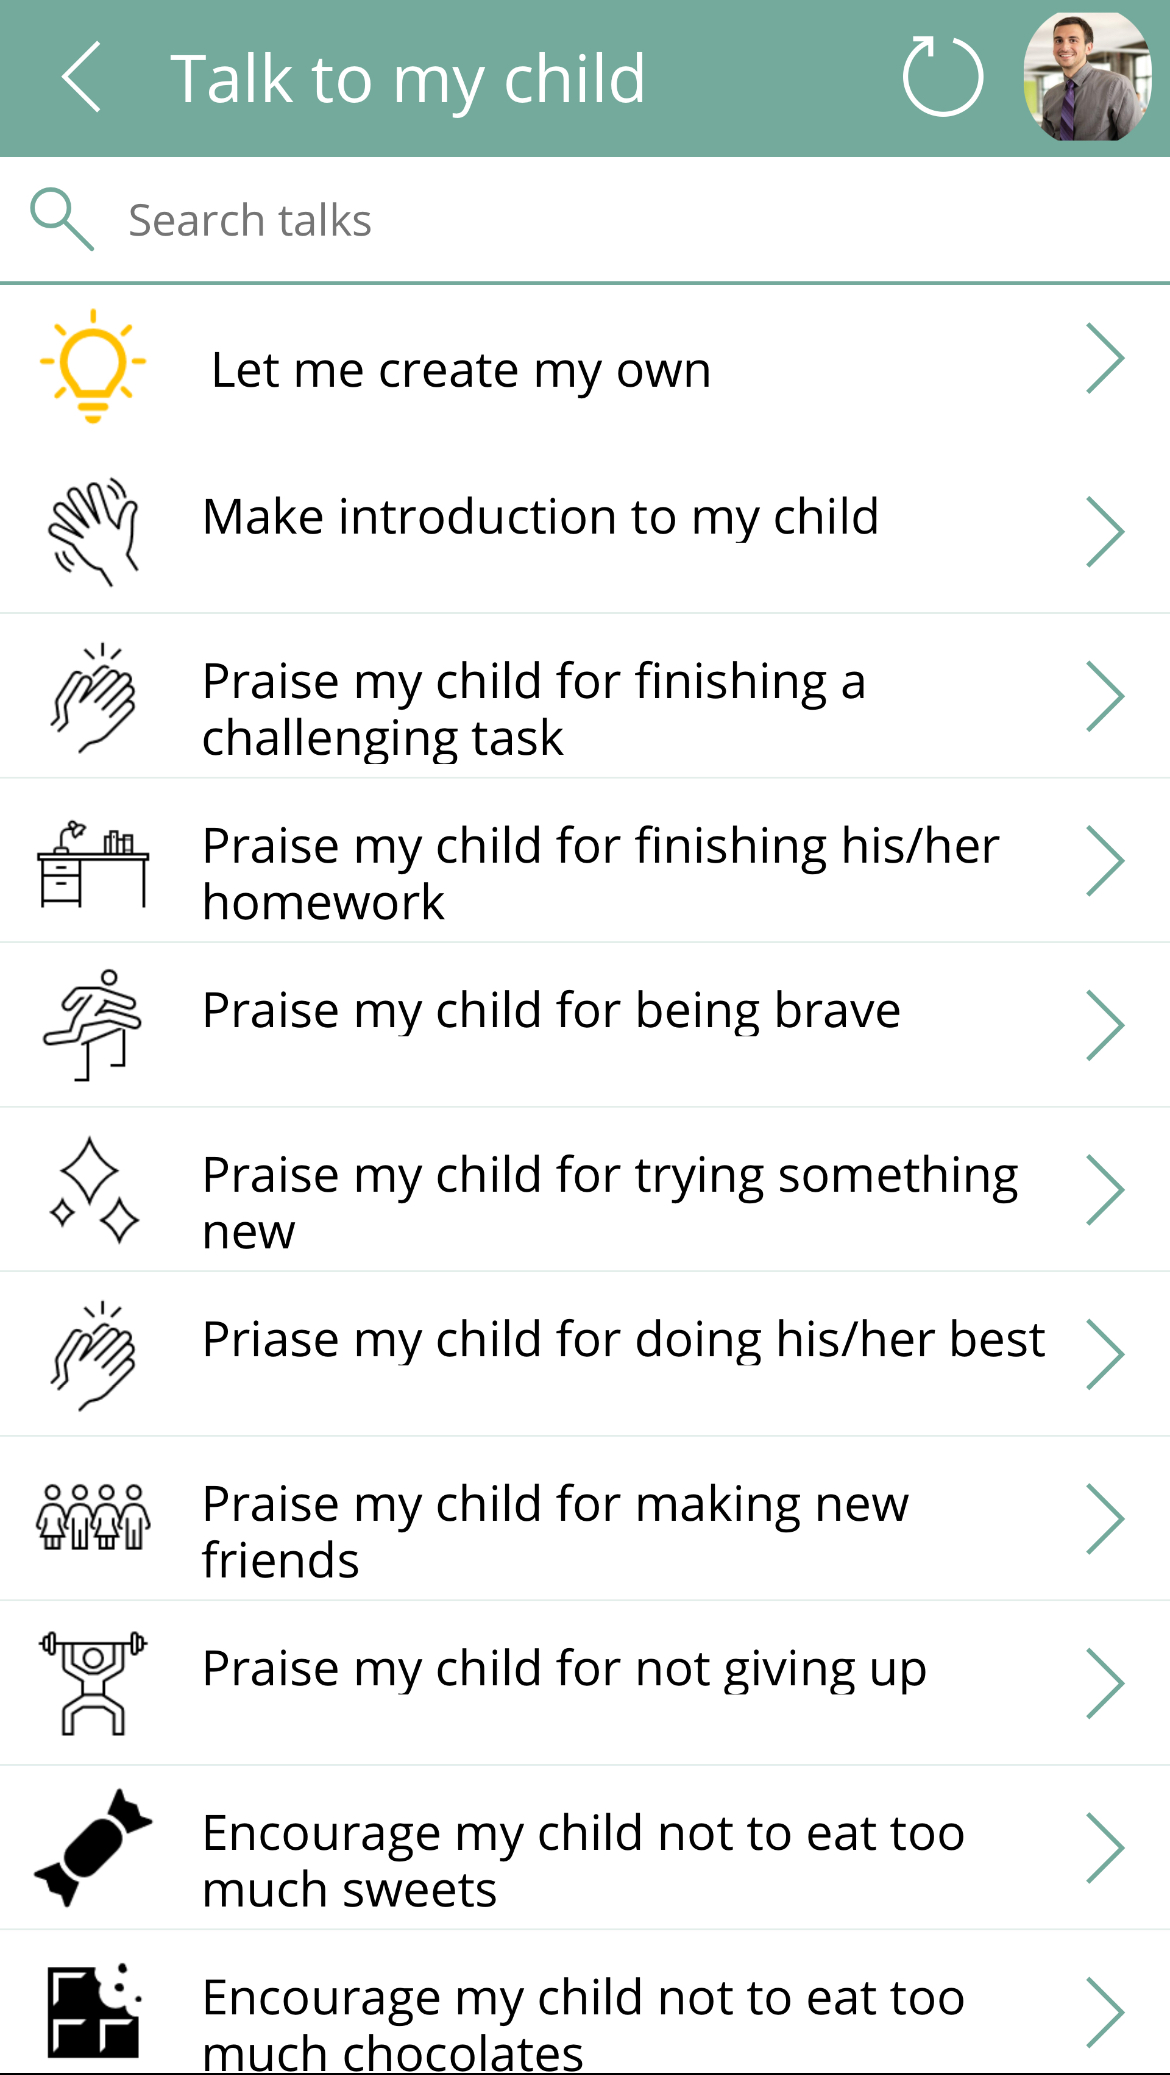 Talk to my child
Search talks
Let me create my own
Make introduction to my child
Praise my child for finishing a
challenging task
Praise my child for finishing his/her
homework
Praise my child for being brave
Praise my child for trying something
new
Priase my child for doing his/her best
Praise my child for making new
friends
Praise my child for not giving up
Encourage my child not to eat too
much sweets
Encourage my child not to eat too
much chocolates